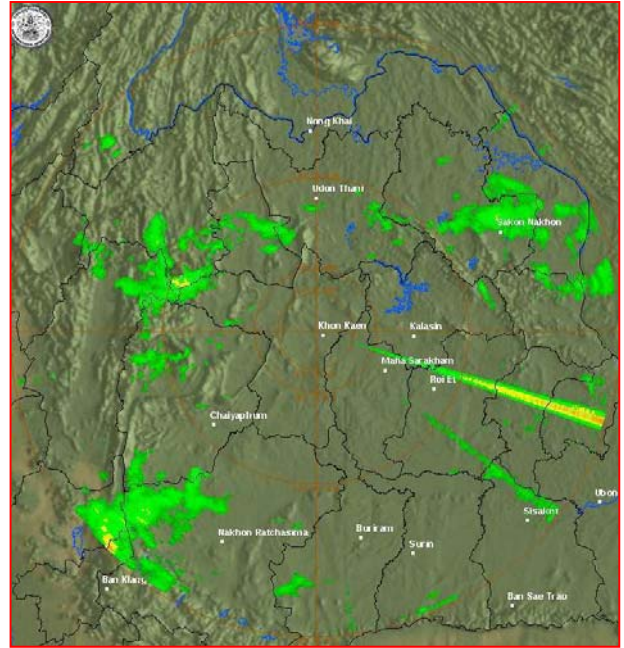 Nong Khai
Udon Thani
Sakon Nakhon
Khon Kaen
Kalasin
Maha Sarakham
Roi Et
Chaiyaphum
Ubon
Sisaket
Nakhon Ratchasima
Buriram
Surin
Ban Klang
Ban Sae Trao